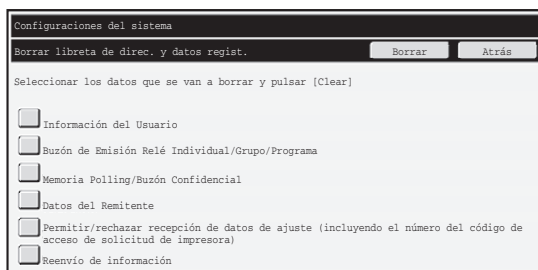 Configuraciones del sistema
Borrar libreta de direc. y datos regist.
Borrar
Atrás
Seleccionar los datos que se van a borrar y pulsar [Clear]
Información del Usuario
Buzón de Emisión Relé Individual/Grupo/Programa
Memoria Polling/Buzón Confidencial
Datos del Remitente
Permitir/rechazar recepción de datos de ajuste (incluyendo el número del código de
acceso de solicitud de impresora)
Reenvío de información